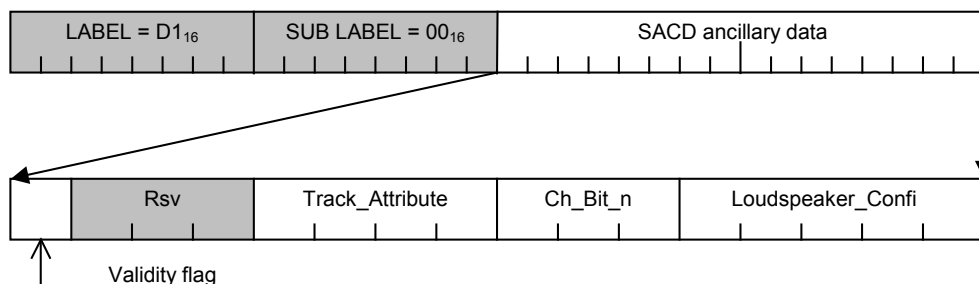 LABEL = D1₁₆ SUB LABEL = 00₁₆ SACD ancillary data
Rsv Track_Attribute Ch_Bit_n Loudspeaker_Confi
Validity flag